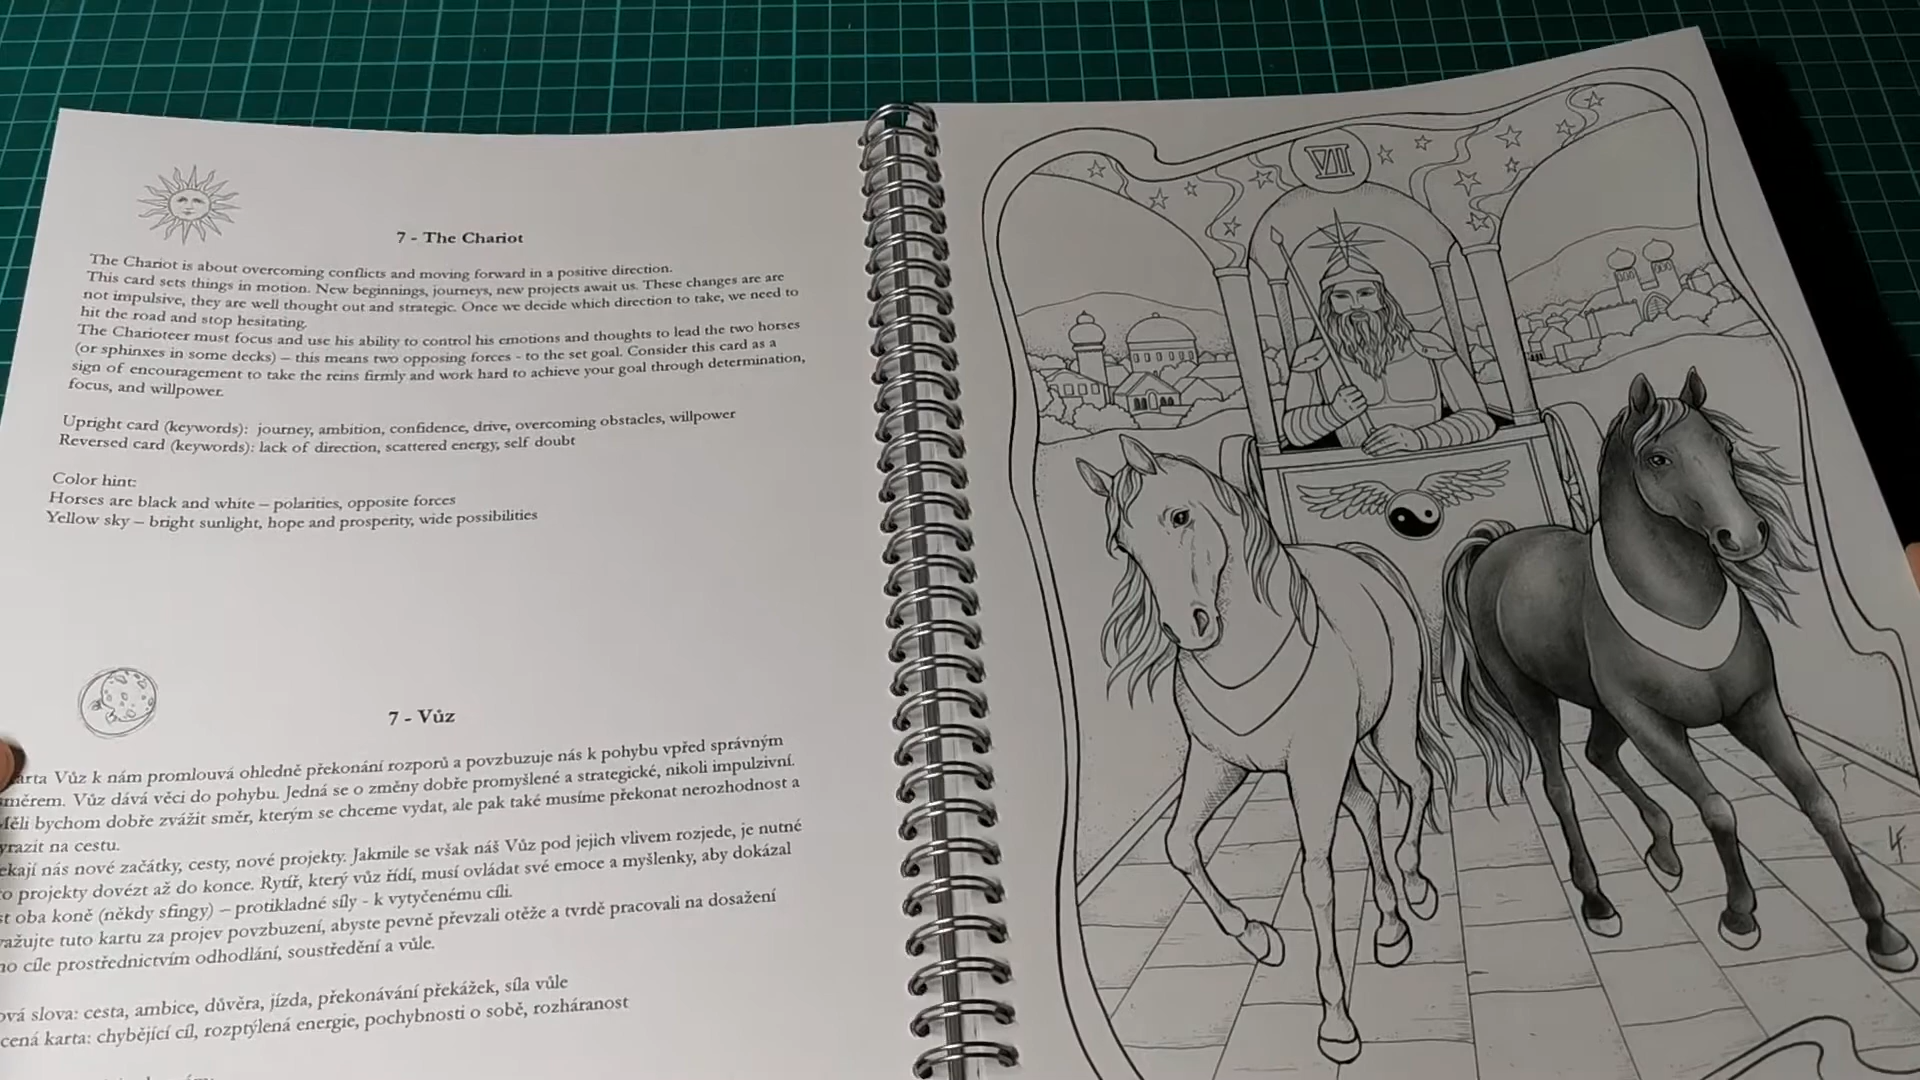 7 - The Chariot
The Chariot is about overcoming conflicts and moving forward in a positive direction.
This card sets things in motion. New beginnings, journeys, new projects await us. These changes are are
not impulsive, they are well thought out and strategic. Once we decide which direction to take, we need to
hit the road and stop hesitating.
The Charioteer must focus and use his ability to control his emotions and thoughts to lead the two horses
(or sphinxes in some decks) – this means two opposing forces - to the set goal. Consider this card as a
sign of encouragement to take the reins firmly and work hard to achieve your goal through determination,
focus, and willpower.
Upright card (keywords): journey, ambition, confidence, drive, overcoming obstacles, willpower
Reversed card (keywords): lack of direction, scattered energy, self doubt
Color hint:
Horses are black and white – polarities, opposite forces
Yellow sky – bright sunlight, hope and prosperity, wide possibilities
7 - Vůz
Vůz k nám promlouvá ohledně překonání rozporů a povzbuzuje nás k pohybu vpřed správným
směrem. Vůz dává věci do pohybu. Jedná se o změny dobře promyšlené a strategické, nikoli impulzivní.
bychom dobře zvážit směr, kterým se chceme vydat, ale pak také musíme překonat nerozhodnost a
na cestu.
nás nové začátky, cesty, nové projekty. Jakmile se však náš Vůz pod jejich vlivem rozjede, je nutné
projekty dovézt až do konce. Rytíř, který vůz řídí, musí ovládat své emoce a myšlenky, aby dokázal
oba koně (někdy sfingy) – protikladné síly - k vytyčenému cíli.
tuto kartu za projev povzbuzení, abyste pevně převzali otěže a tvrdě pracovali na dosažení
cíle prostřednictvím odhodlání, soustředění a vůle.
slova: cesta, ambice, důvěra, jízda, překonávání překážek, síla vůle
karta: chybějící cíl, rozptýlená energie, pochybnosti o sobě, rozháranost
VII
LF.